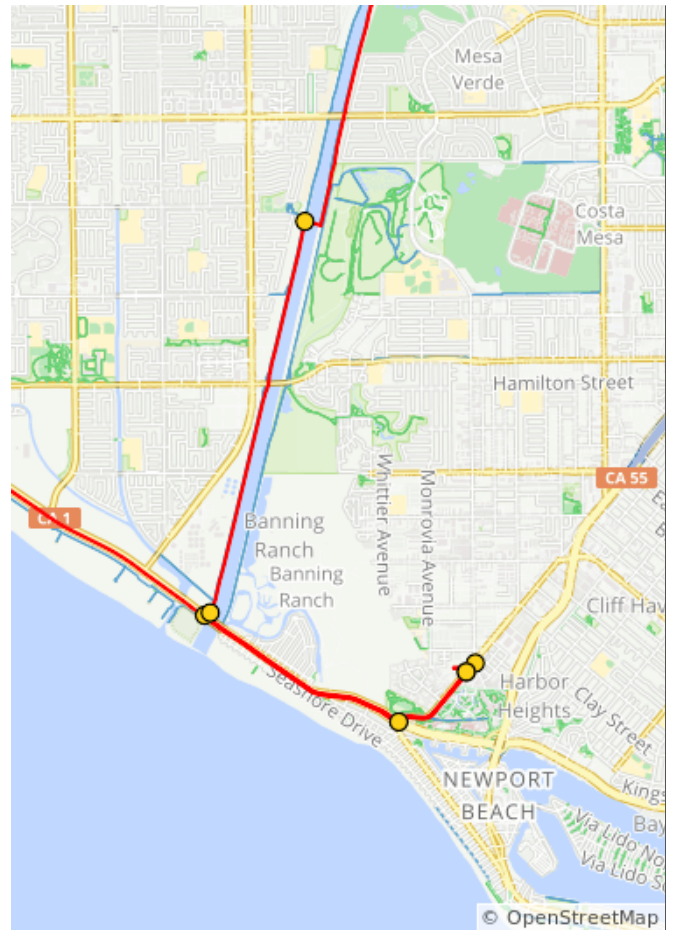 Mesa
Verde
Costa
Mesa
Hamilton Street
CA 55
Whittier Avenue
Monrovia Avenue
CA 1
Banning
Ranch
Banning
Ranch
Cliff Hav
Seashore Drive
Harbor
Heights
Clay Street
NEWPORT
BEACH
Kings
Bay
Via Lido No
Via Lido So
© OpenStreetMap